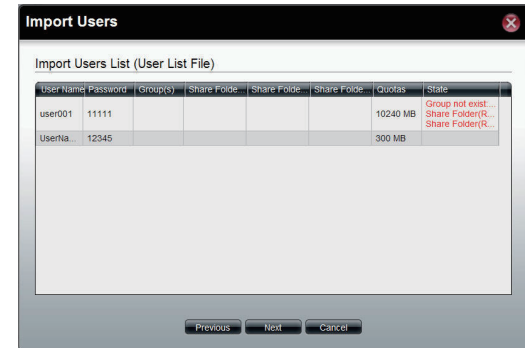 Import Users
Import Users List (User List File)
User Name Password Group(s) Share Folde... Share Folde... Share Folde... Quotas State
user001 11111 10240 MB Group not exist:...
Share Folder(R...
Share Folder(R...
UserNa... 12345 300 MB
Previous Next Cancel